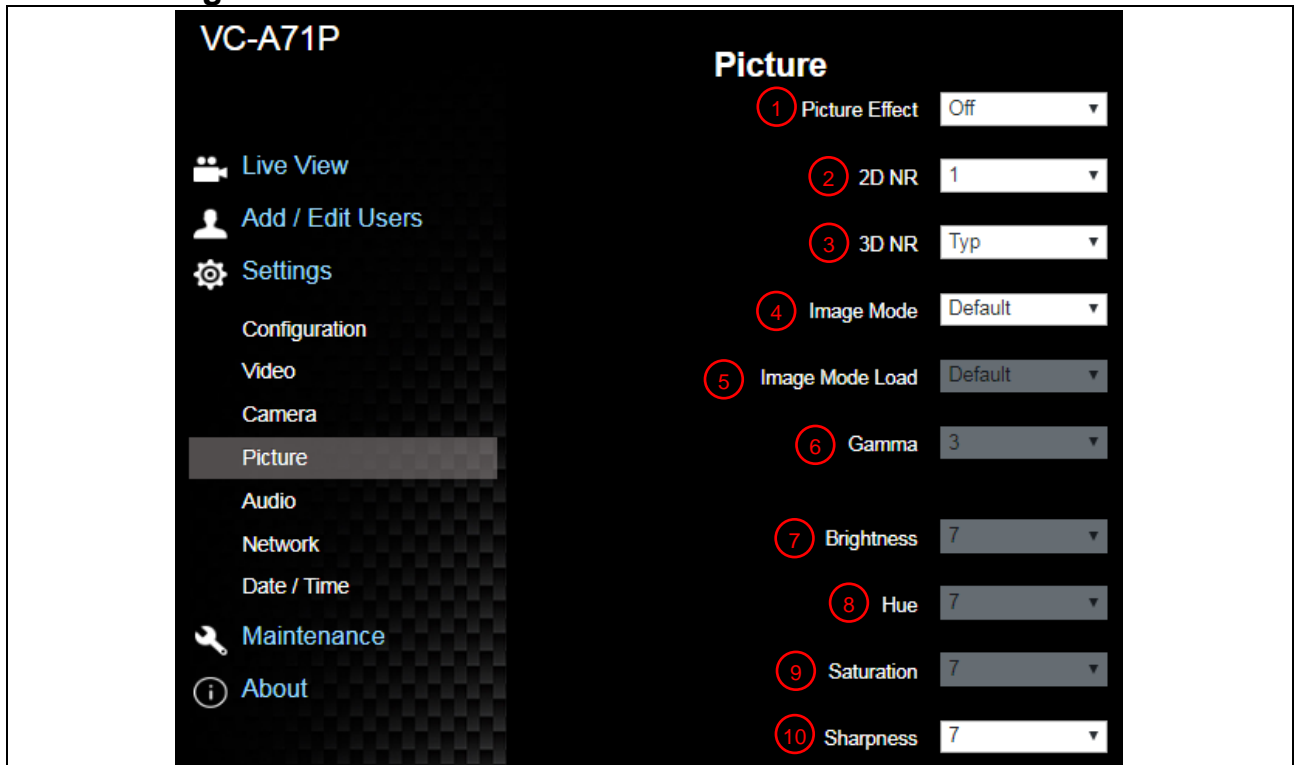 VC-A71P
Live View
Add / Edit Users
Settings
Configuration
Video
Camera
Picture
Audio
Network
Date / Time
Maintenance
About
Picture
1 Picture Effect Off
2 2D NR 1
3 3D NR Typ
4 Image Mode Default
5 Image Mode Load Default
6 Gamma 3
7 Brightness 7
8 Hue 7
9 Saturation 7
10 Sharpness 7